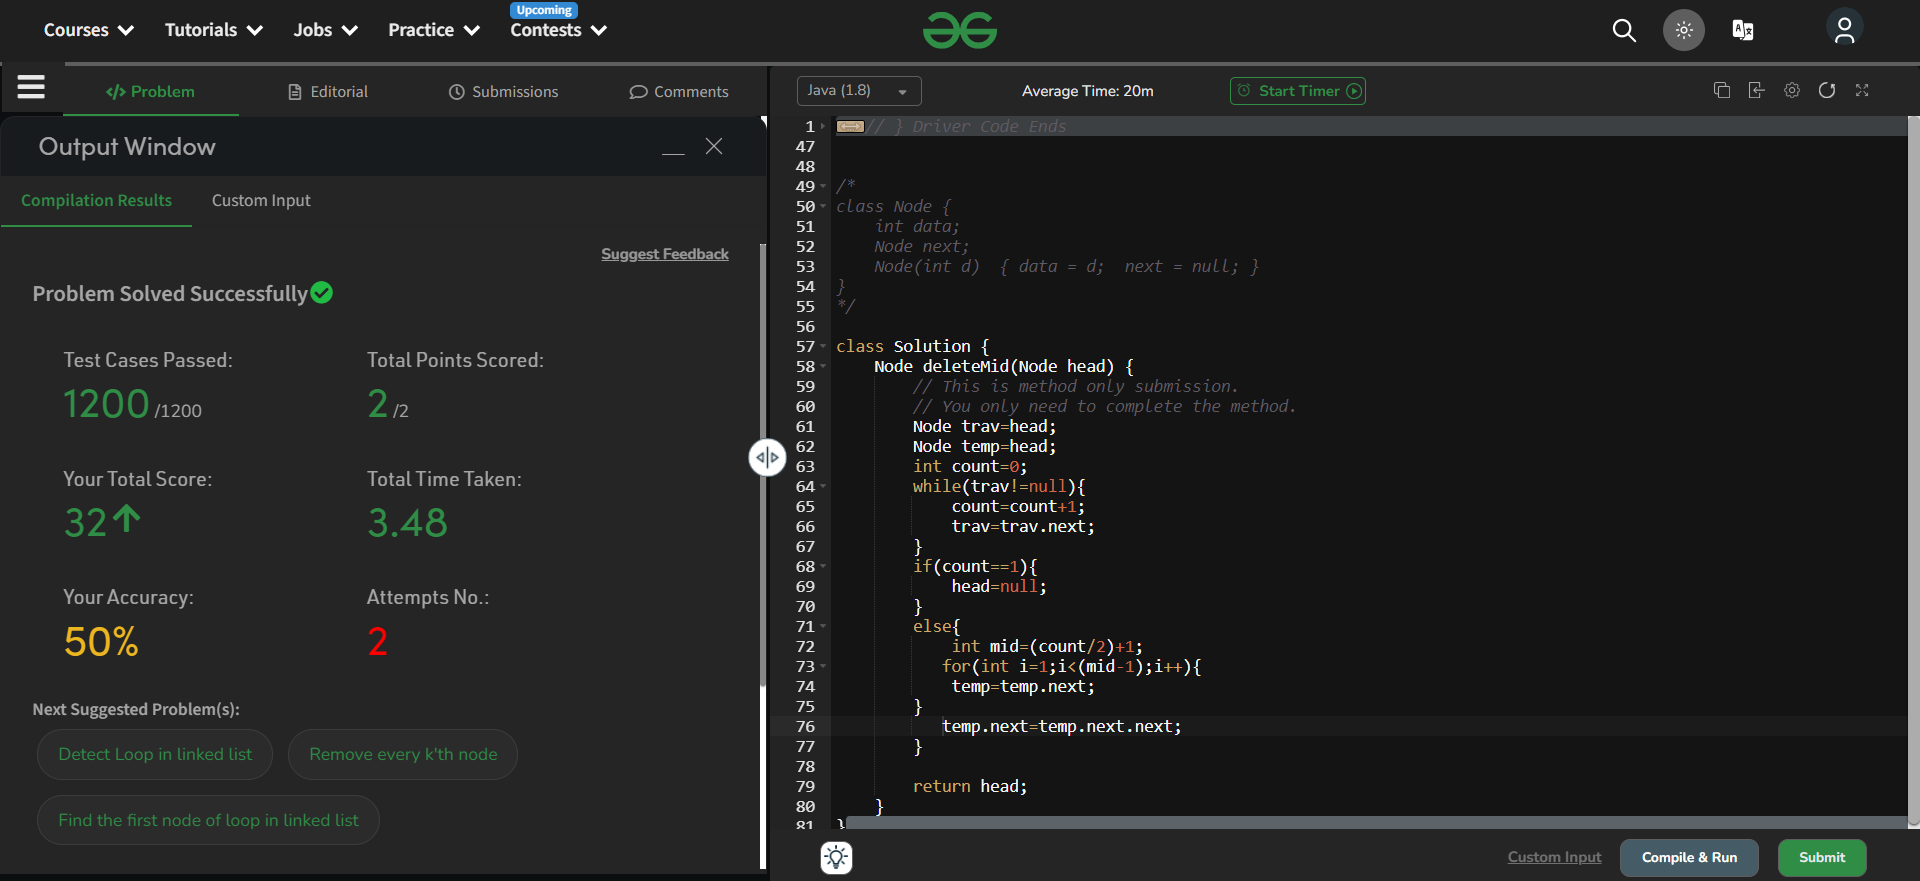 Upcoming
Courses Tutorials Jobs Practice Contests
Problem Editorial Submissions Comments
Output Window
Compilation Results Custom Input
Suggest Feedback
Problem Solved Successfully
Test Cases Passed: Total Points Scored:
1200 /1200 2 /2
Your Total Score: Total Time Taken:
32 3.48
Your Accuracy: Attempts No.:
50% 2
Next Suggested Problem(s):
Detect Loop in linked list Remove every k'th node
Find the first node of loop in linked list
Java (1.8) Average Time: 20m Start Timer
1 // } Driver Code Ends
47
48
49 /*
50 class Node {
51     int data;
52     Node next;
53     Node(int d)  { data = d;  next = null; }
54 }
55 */
56
57 class Solution {
58     Node deleteMid(Node head) {
59         // This is method only submission.
60         // You only need to complete the method.
61         Node trav=head;
62         Node temp=head;
63         int count=0;
64         while(trav!=null){
65             count=count+1;
66             trav=trav.next;
67         }
68         if(count==1){
69             head=null;
70         }
71         else{
72             int mid=(count/2)+1;
73            for(int i=1;i<(mid-1);i++){
74             temp=temp.next;
75         }
76            temp.next=temp.next.next;
77         }
78
79         return head;
80     }
81 }
Custom Input Compile & Run Submit